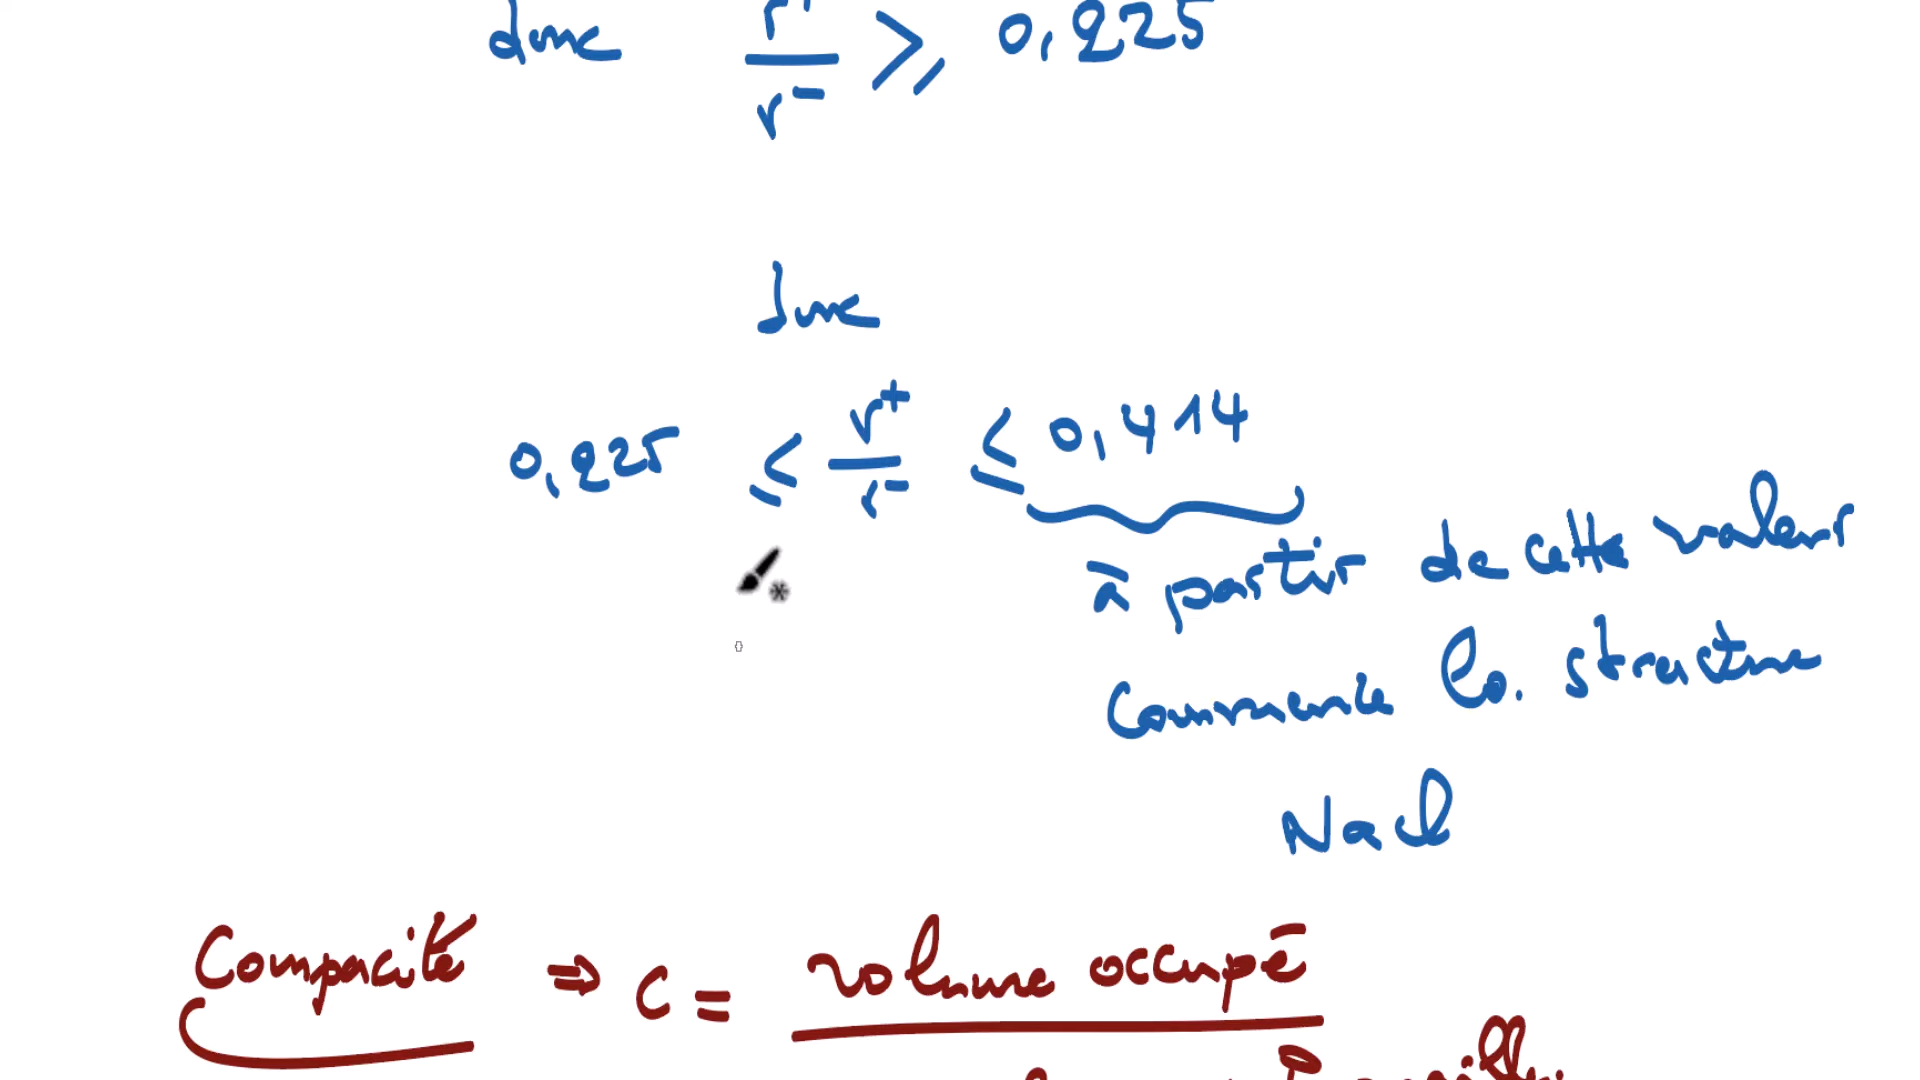 donc r+/r- ⩾ 0,225
donc
0,225 ≤ r+/r- ≤ 0,414
à partir de cette valeur
commence la structure
NaCl
Compacité ⇒ C = volume occupé